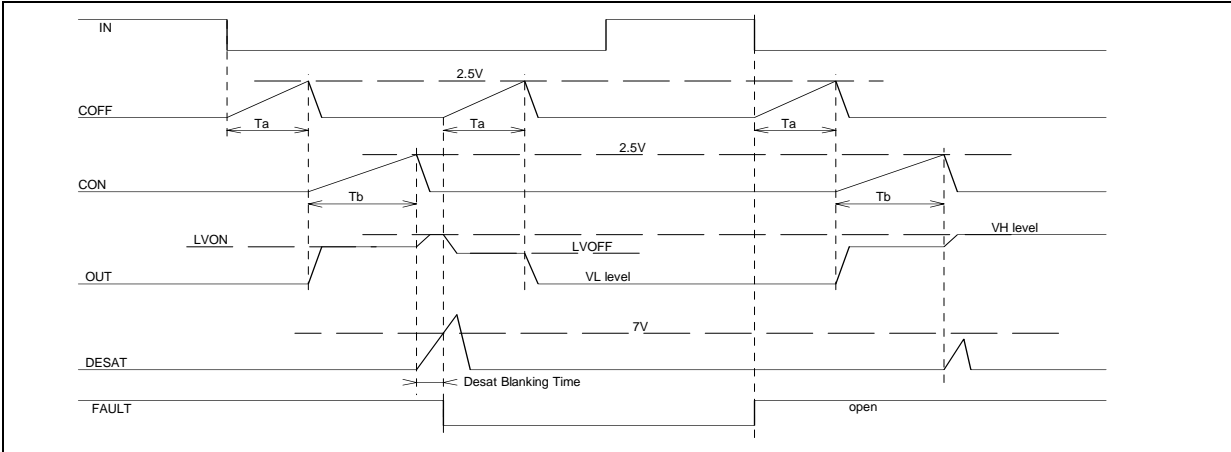 IN
2.5V
COFF
Ta
Ta
Ta
2.5V
CON
Tb
Tb
VH level
LVON
LVOFF
OUT
VL level
7V
DESAT
Desat Blanking Time
FAULT
open